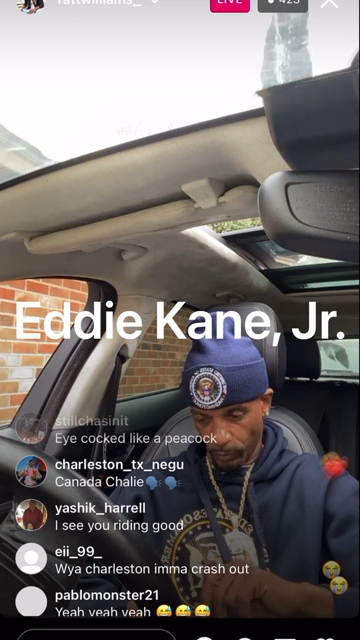 LIVE
423
Eddie Kane, Jr.
stillchasinit
Eye cocked like a peacock
charleston_tx_negu
Canada Chalie🗣️🗣️
yashik_harrell
I see you riding good
eii_99_
Wya charleston imma crash out
pablomonster21
Yeah yeah yeah 😅😅😅